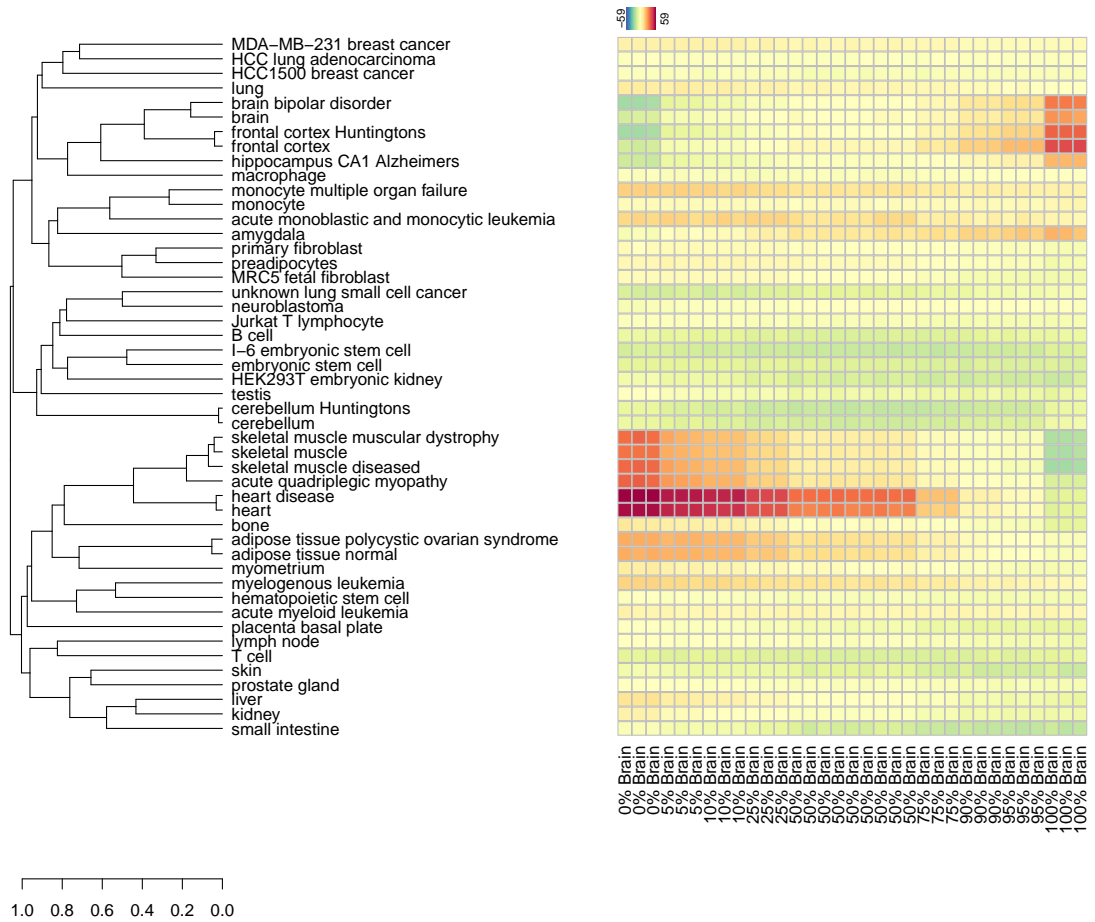 −59
59
MDA−MB−231 breast cancer
HCC lung adenocarcinoma
HCC1500 breast cancer
lung
brain bipolar disorder
brain
frontal cortex Huntingtons
frontal cortex
hippocampus CA1 Alzheimers
macrophage
monocyte multiple organ failure
monocyte
acute monoblastic and monocytic leukemia
amygdala
primary fibroblast
preadipocytes
MRC5 fetal fibroblast
unknown lung small cell cancer
neuroblastoma
Jurkat T lymphocyte
B cell
I−6 embryonic stem cell
embryonic stem cell
HEK293T embryonic kidney
testis
cerebellum Huntingtons
cerebellum
skeletal muscle muscular dystrophy
skeletal muscle
skeletal muscle diseased
acute quadriplegic myopathy
heart disease
heart
bone
adipose tissue polycystic ovarian syndrome
adipose tissue normal
myometrium
myelogenous leukemia
hematopoietic stem cell
acute myeloid leukemia
placenta basal plate
lymph node
T cell
skin
prostate gland
liver
kidney
small intestine
0% Brain
0% Brain
0% Brain
5% Brain
5% Brain
5% Brain
10% Brain
10% Brain
10% Brain
25% Brain
25% Brain
25% Brain
50% Brain
50% Brain
50% Brain
50% Brain
50% Brain
50% Brain
50% Brain
50% Brain
50% Brain
75% Brain
75% Brain
75% Brain
90% Brain
90% Brain
90% Brain
95% Brain
95% Brain
95% Brain
100% Brain
100% Brain
100% Brain
1.0 0.8 0.6 0.4 0.2 0.0